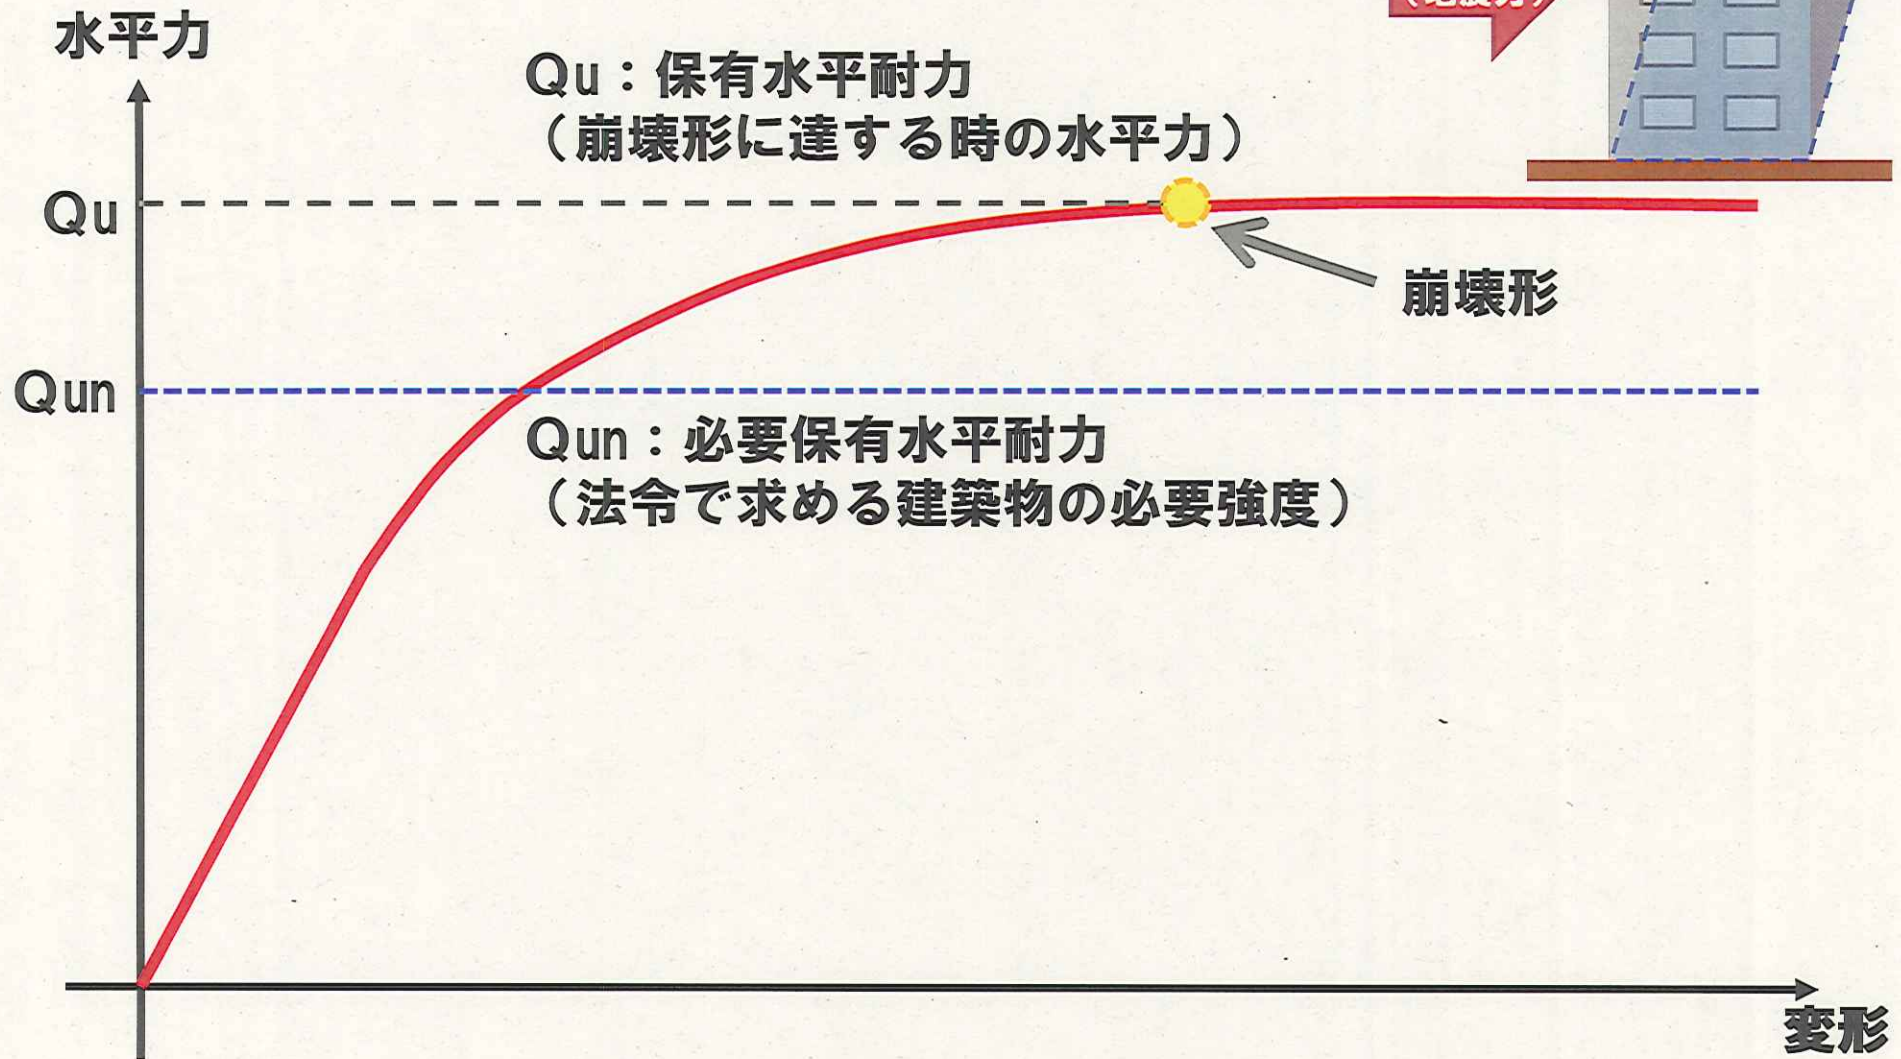 水平力
Qu：保有水平耐力
（崩壊形に達する時の水平力）
Qu
崩壊形
Qun
Qun：必要保有水平耐力
（法令で求める建築物の必要強度）
変形